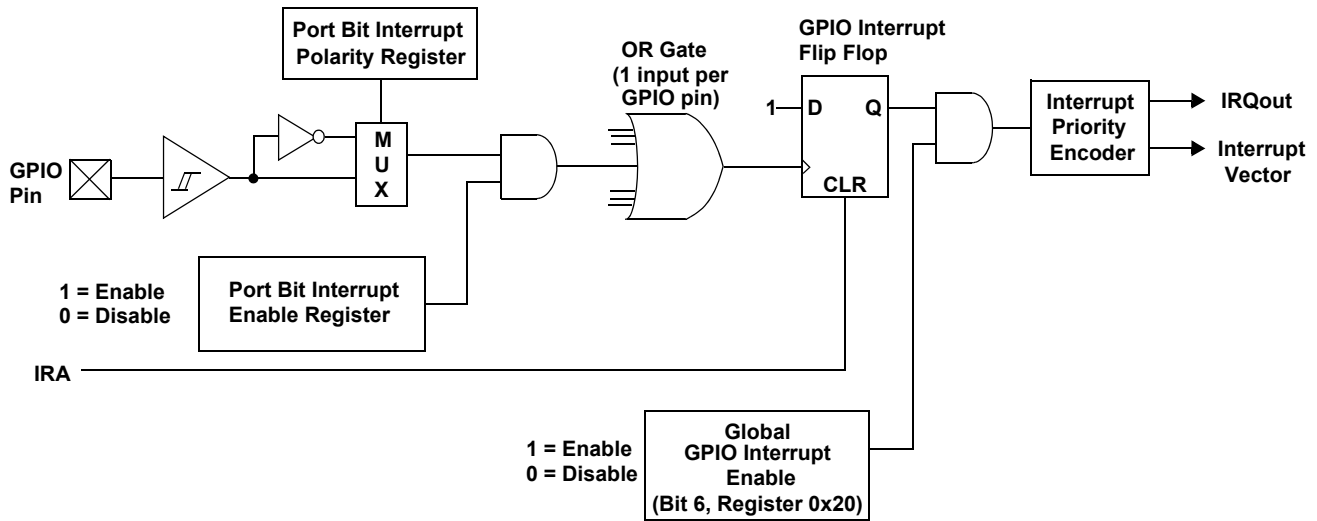 Port Bit Interrupt
Polarity Register
OR Gate
(1 input per
GPIO pin)
GPIO Interrupt
Flip Flop
GPIO
Pin
M
U
X
1
D
Q
CLR
Interrupt
Priority
Encoder
IRQout
Interrupt
Vector
1 = Enable
0 = Disable
Port Bit Interrupt
Enable Register
IRA
1 = Enable
0 = Disable
Global
GPIO Interrupt
Enable
(Bit 6, Register 0x20)